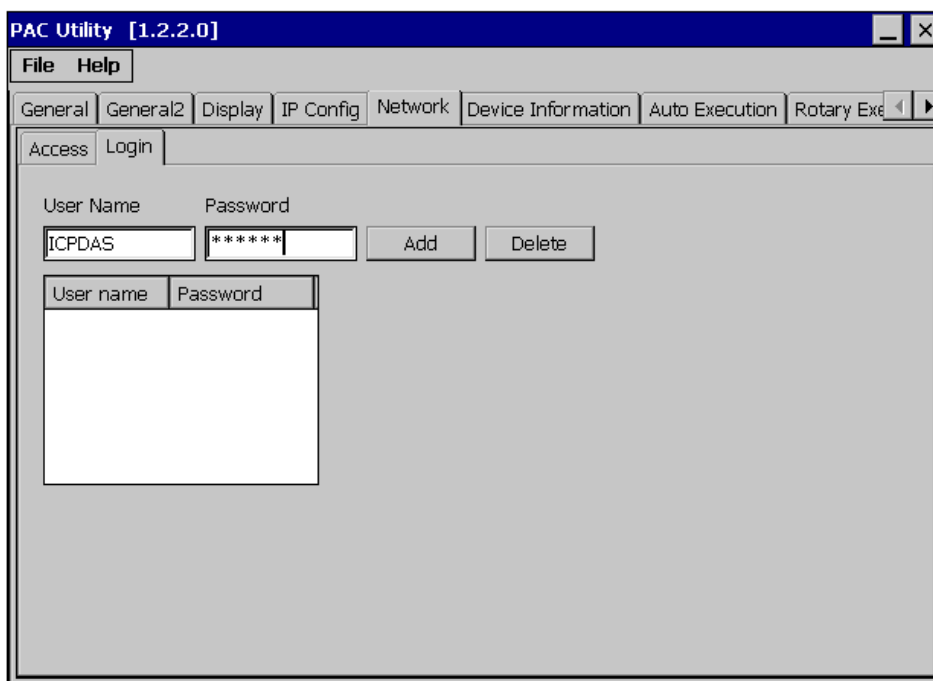 PAC Utility [1.2.2.0]
File Help
General General2 Display IP Config Network Device Information Auto Execution Rotary Exe
Access Login
User Name Password
ICPDAS ****** Add Delete
User name Password